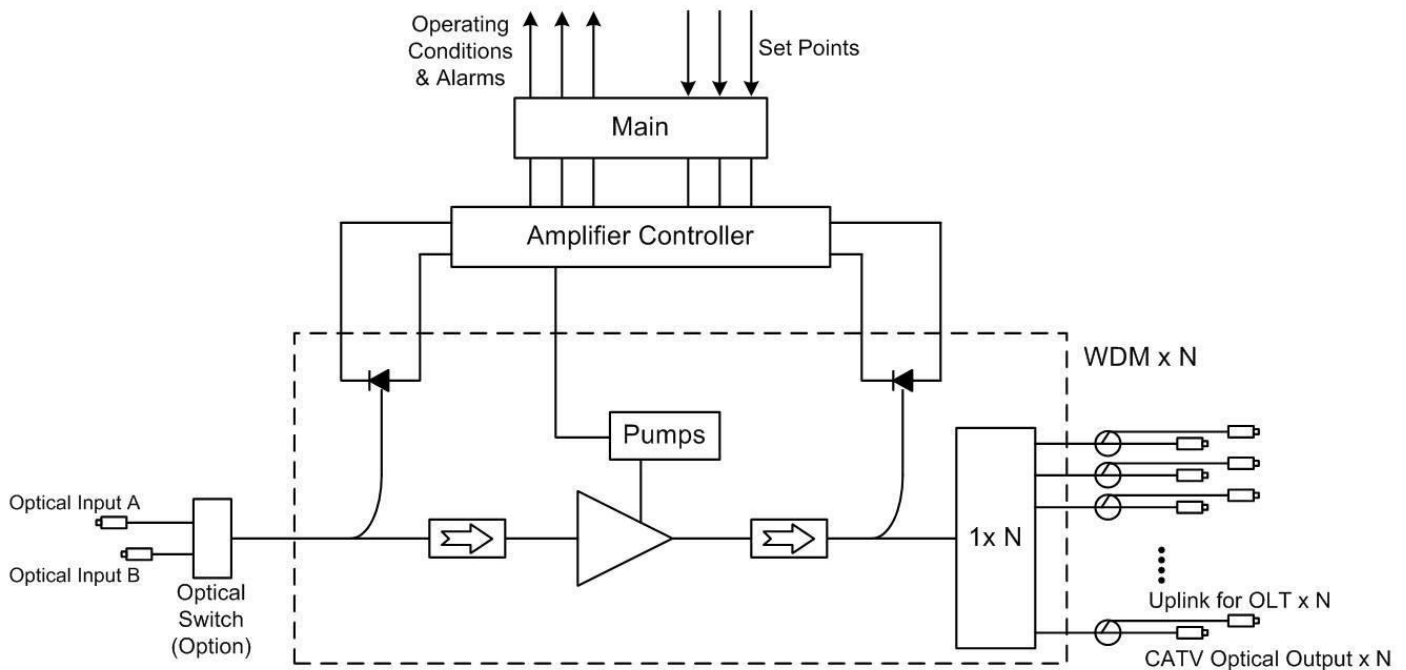 Operating
Conditions
& Alarms
Set Points
Main
Amplifier Controller
WDM x N
Pumps
Optical Input A
Optical Input B
Optical
Switch
(Option)
1x N
Uplink for OLT x N
CATV Optical Output x N